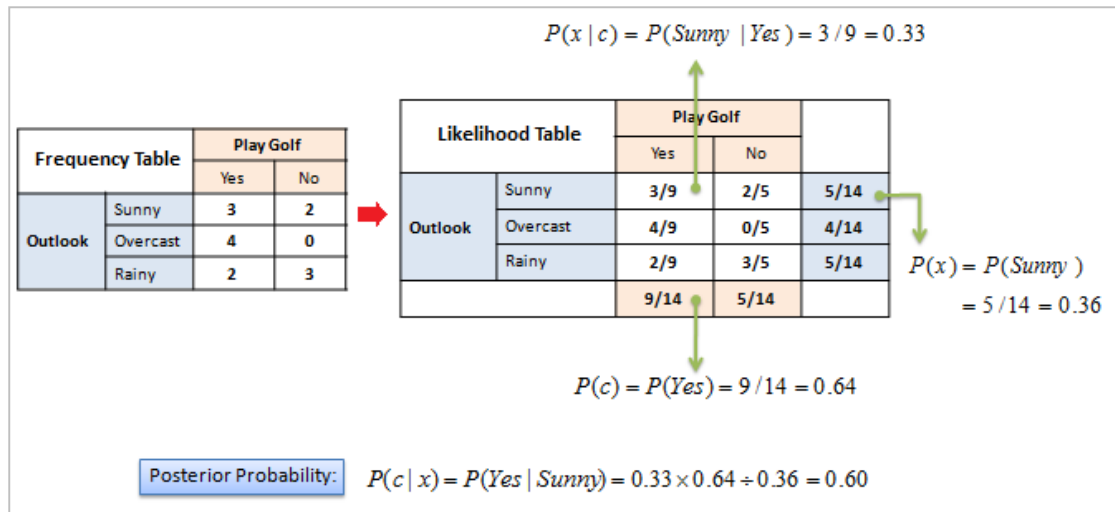 P(x | c) = P(Sunny | Yes) = 3 / 9 = 0.33
Frequency Table
Play Golf
Yes No
Outlook
Sunny 3 2
Overcast 4 0
Rainy 2 3
Likelihood Table
Play Golf
Yes No
Outlook
Sunny 3/9 2/5 5/14
Overcast 4/9 0/5 4/14
Rainy 2/9 3/5 5/14
9/14 5/14
P(x) = P(Sunny )
= 5 / 14 = 0.36
P(c) = P(Yes) = 9 / 14 = 0.64
Posterior Probability: P(c | x) = P(Yes | Sunny) = 0.33 × 0.64 ÷ 0.36 = 0.60